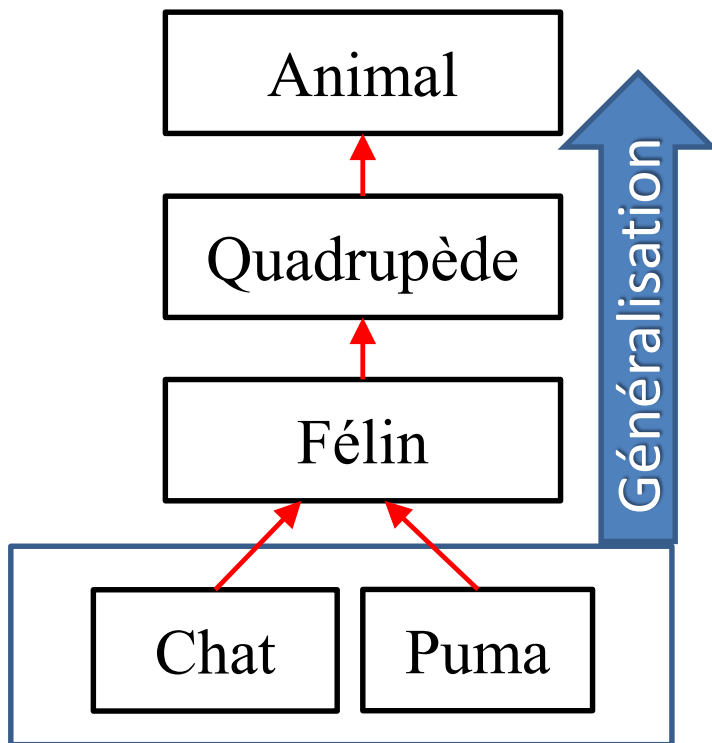 Animal
Quadrupède
Généralisation
Félin
Chat
Puma